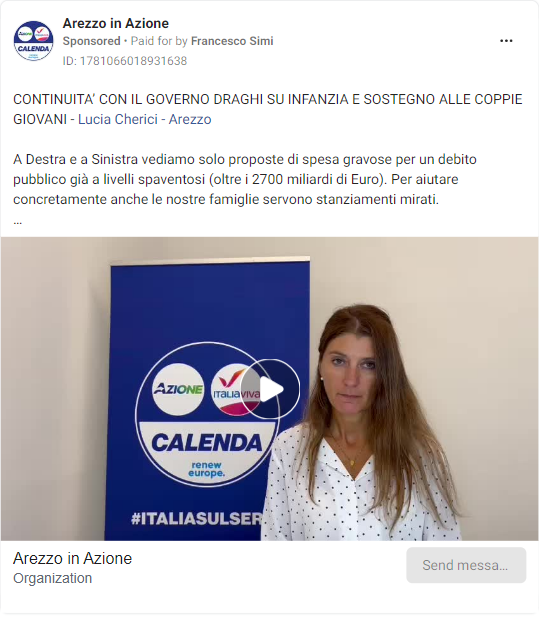 Arezzo in Azione
Sponsored • Paid for by Francesco Simi
ID: 1781066018931638
CONTINUITA' CON IL GOVERNO DRAGHI SU INFANZIA E SOSTEGNO ALLE COPPIE
GIOVANI - Lucia Cherici - Arezzo
A Destra e a Sinistra vediamo solo proposte di spesa gravose per un debito
pubblico già a livelli spaventosi (oltre i 2700 miliardi di Euro). Per aiutare
concretamente anche le nostre famiglie servono stanziamenti mirati.
...
AZIONE
ITALIA VIVA
CALENDA
renew
europe.
#ITALIASULSER
Arezzo in Azione
Organization
Send messa...